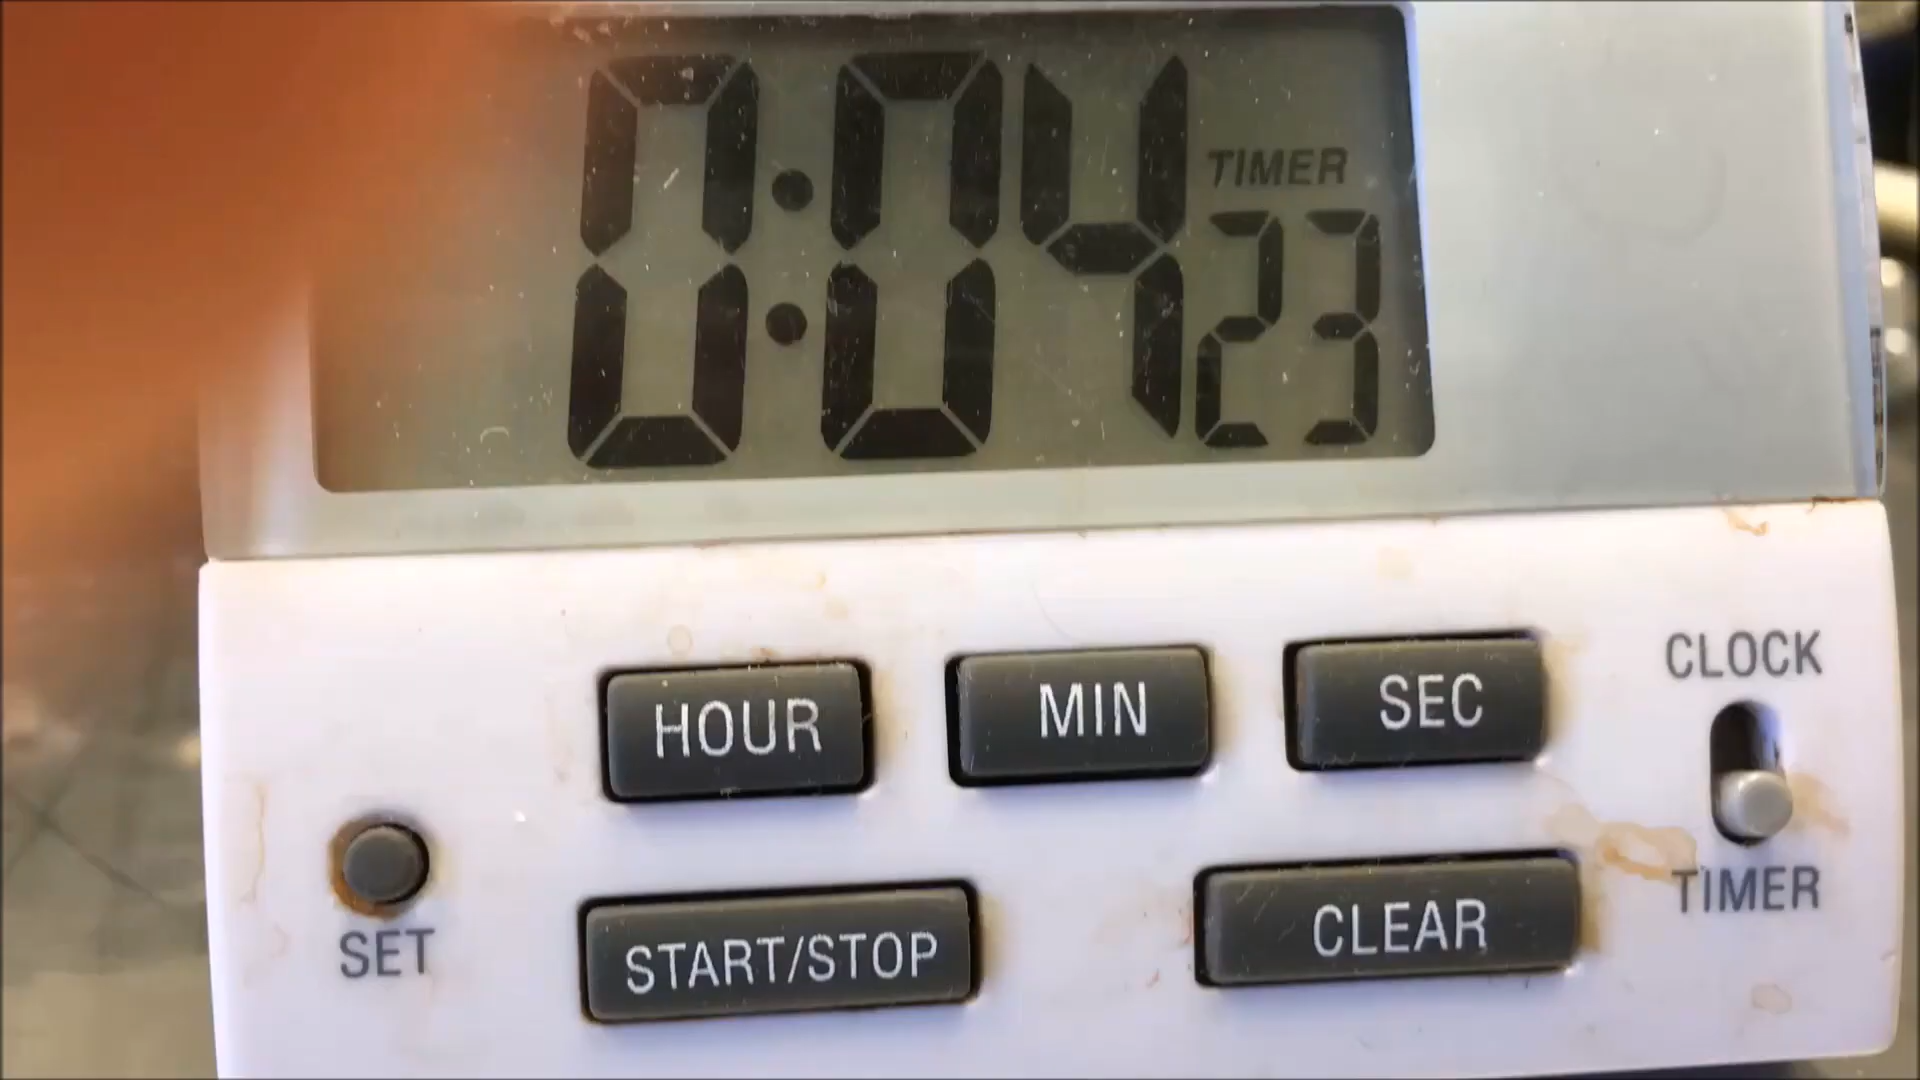 0:04 23
TIMER
HOUR MIN SEC
CLOCK
TIMER
SET
START/STOP CLEAR